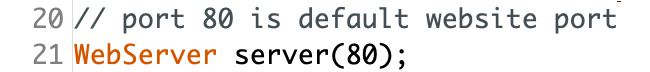 20 // port 80 is default website port
21 WebServer server(80);